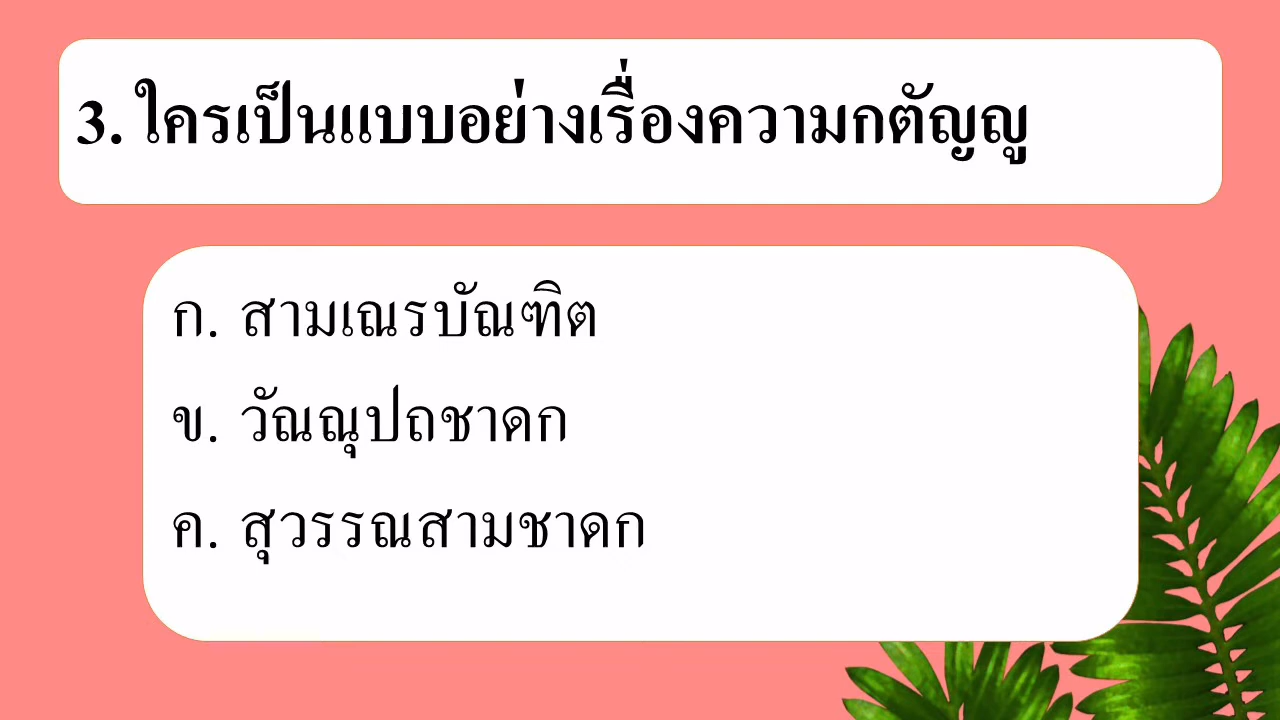 3. ใครเป็นแบบอย่างเรื่องความกตัญญู
ก. สามเณรบัณฑิต
ข. วัณณุปถชาดก
ค. สุวรรณสามชาดก